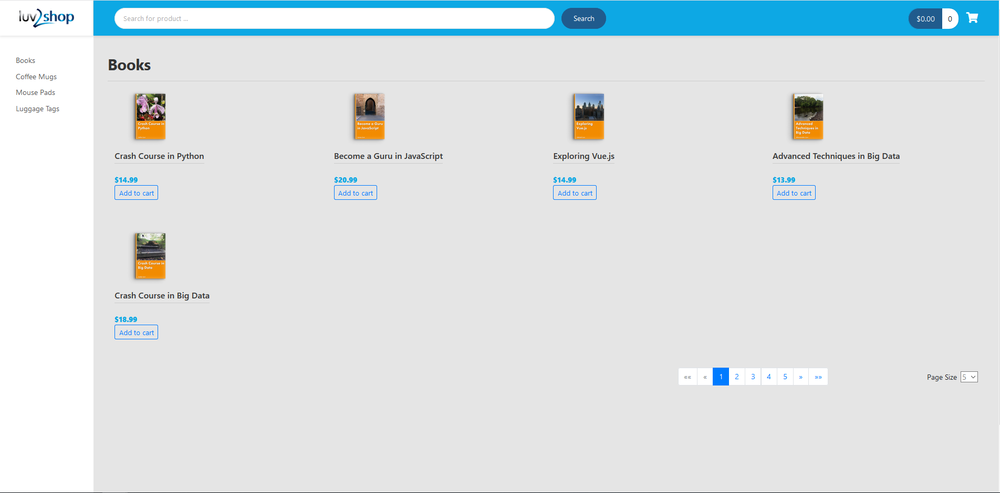 luv2shop
Search for product ...
Search
$0.00 0
Books
Coffee Mugs
Mouse Pads
Luggage Tags
Books
Crash Course in
Python
Become a Guru
in JavaScript
Exploring
Vue.js
Advanced
Techniques in
Big Data
Crash Course in Python
Become a Guru in JavaScript
Exploring Vue.js
Advanced Techniques in Big Data
$14.99
$20.99
$14.99
$13.99
Add to cart
Add to cart
Add to cart
Add to cart
Crash Course in
Big Data
Crash Course in Big Data
$18.99
Add to cart
«« « 1 2 3 4 5 » »»
Page Size 5